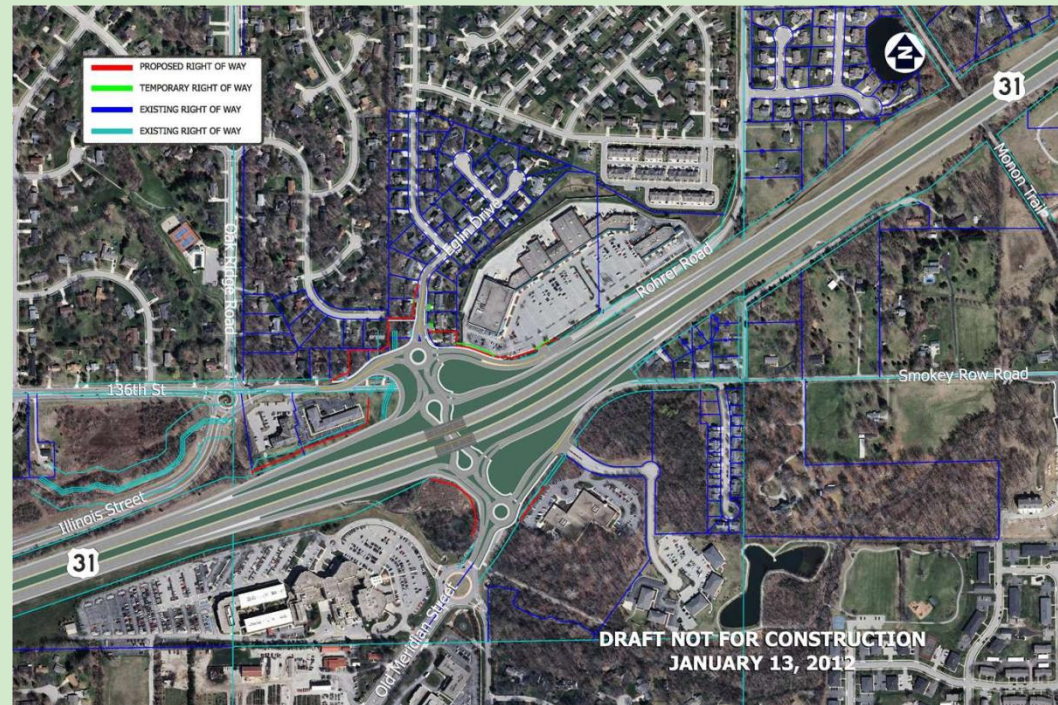 PROPOSED RIGHT OF WAY
TEMPORARY RIGHT OF WAY
EXISTING RIGHT OF WAY
EXISTING RIGHT OF WAY
N
31
Monon Trail
Oak Ridge Road
Eglin Drive
Rohrer Road
136th St
Smokey Row Road
Illinois Street
31
Old Meridian Street
DRAFT NOT FOR CONSTRUCTION
JANUARY 13, 2012